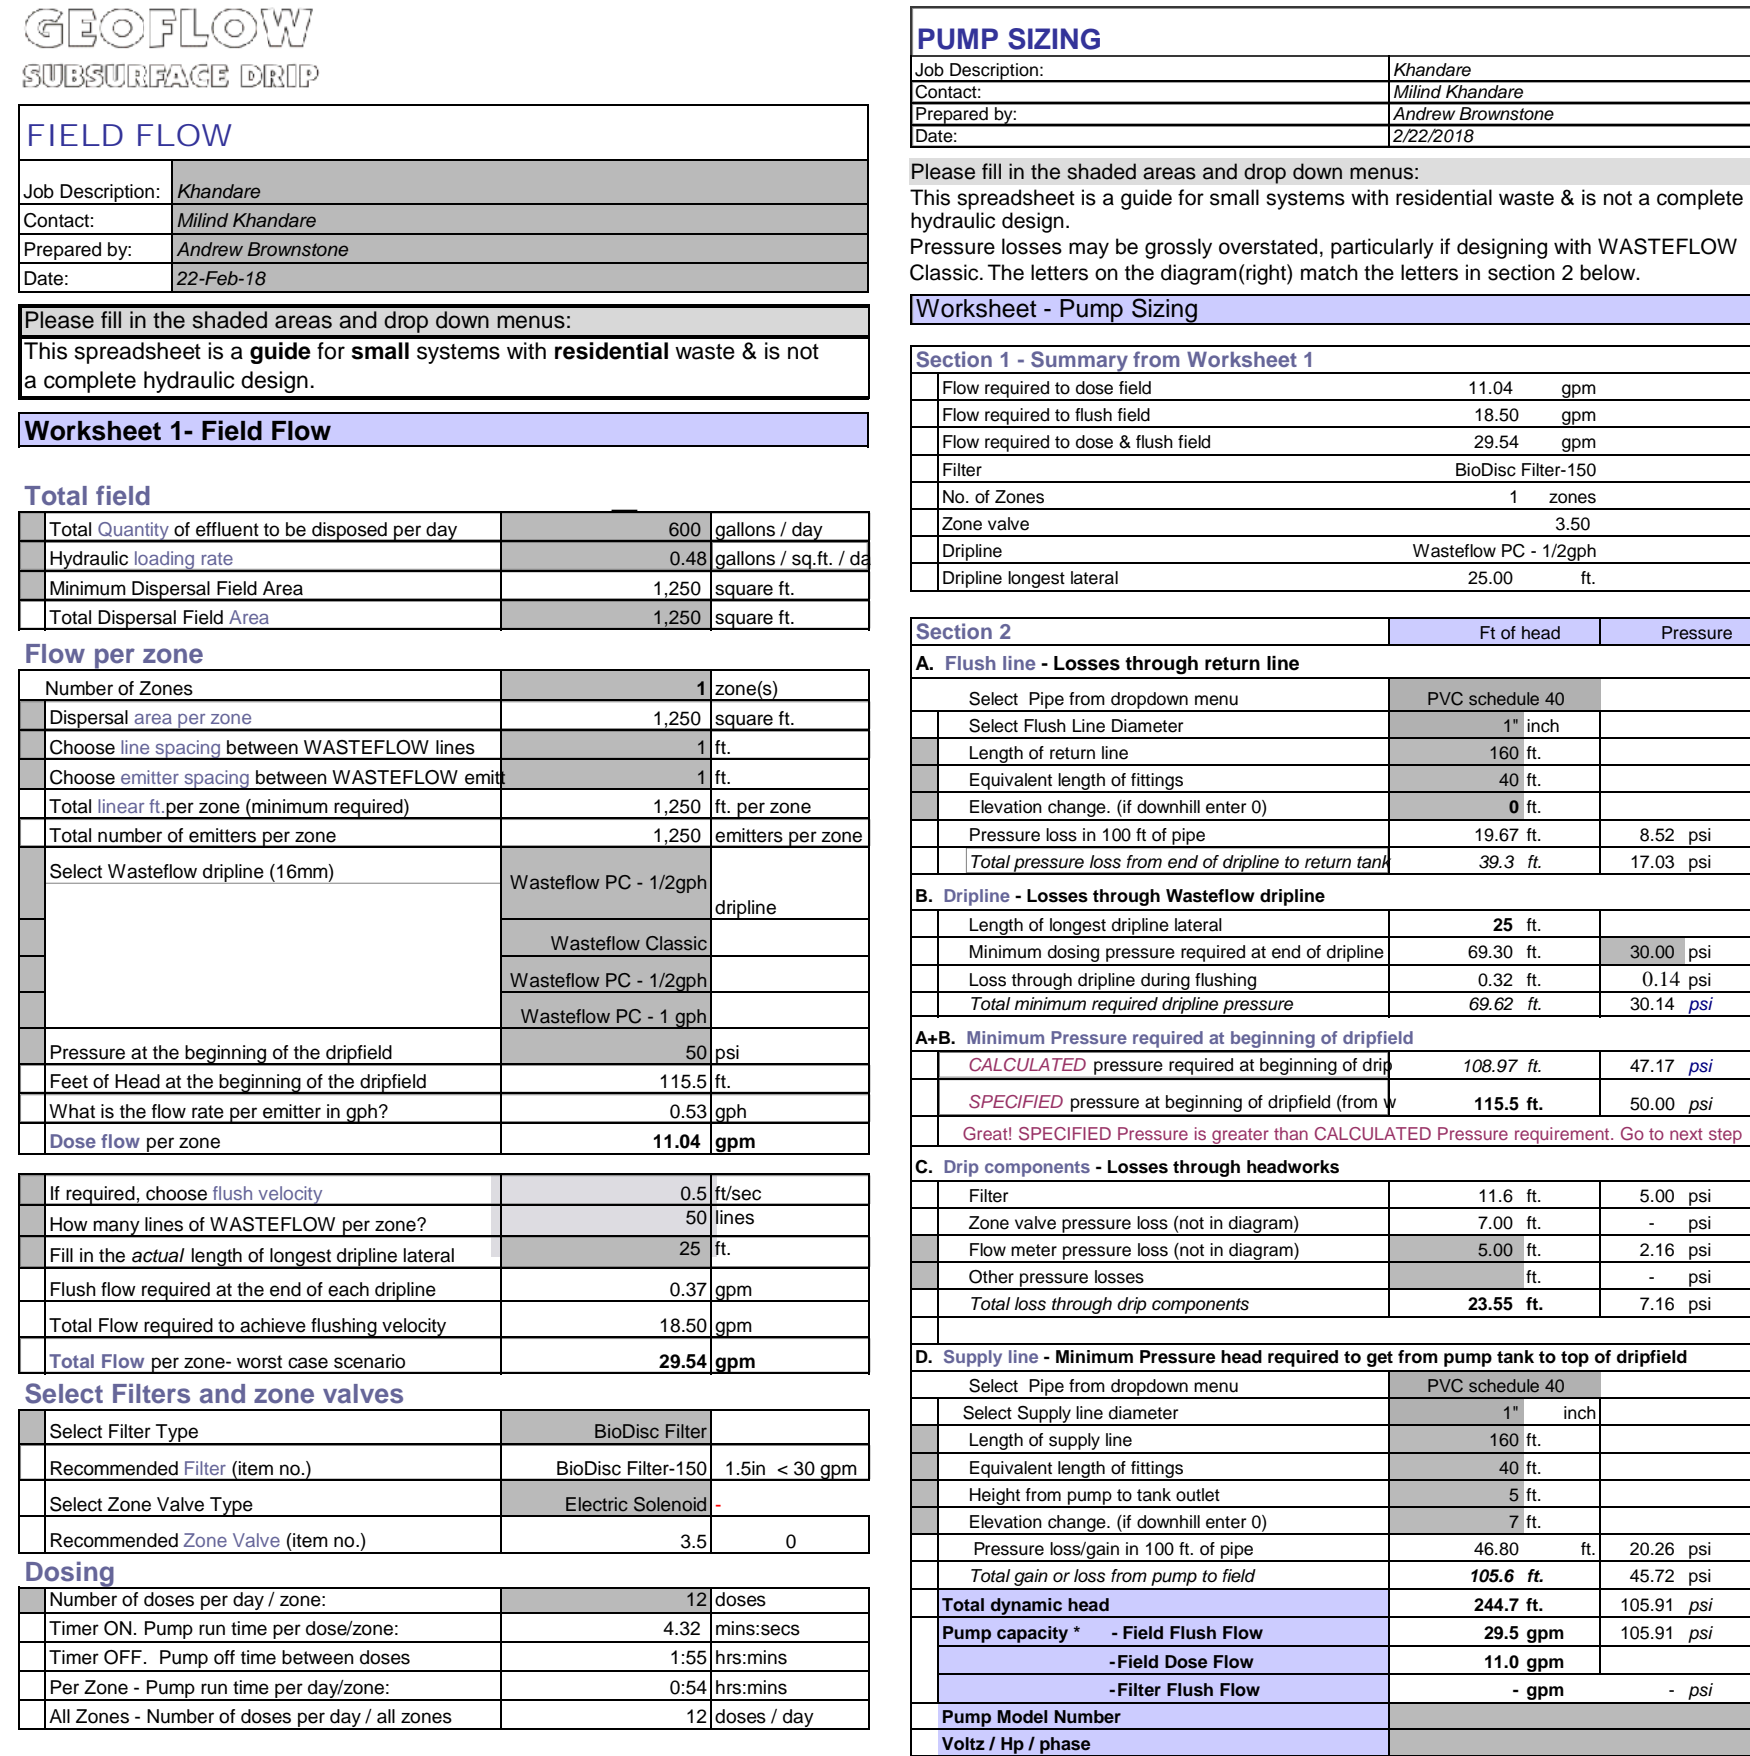 GEOFLOW
SUBSURFACE DRIP
FIELD FLOW
Job Description: Khandare
Contact: Milind Khandare
Prepared by: Andrew Brownstone
Date: 22-Feb-18
Please fill in the shaded areas and drop down menus:
This spreadsheet is a guide for small systems with residential waste & is not
a complete hydraulic design.
Worksheet 1- Field Flow
Total field
Total Quantity of effluent to be disposed per day 600 gallons / day
Hydraulic loading rate 0.48 gallons / sq.ft. / da
Minimum Dispersal Field Area 1,250 square ft.
Total Dispersal Field Area 1,250 square ft.
Flow per zone
Number of Zones 1 zone(s)
Dispersal area per zone 1,250 square ft.
Choose line spacing between WASTEFLOW lines 1 ft.
Choose emitter spacing between WASTEFLOW emitt 1 ft.
Total linear ft.per zone (minimum required) 1,250 ft. per zone
Total number of emitters per zone 1,250 emitters per zone
Select Wasteflow dripline (16mm) Wasteflow PC - 1/2gph dripline
Wasteflow Classic
Wasteflow PC - 1/2gph
Wasteflow PC - 1 gph
Pressure at the beginning of the dripfield 50 psi
Feet of Head at the beginning of the dripfield 115.5 ft.
What is the flow rate per emitter in gph? 0.53 gph
Dose flow per zone 11.04 gpm
If required, choose flush velocity 0.5 ft/sec
How many lines of WASTEFLOW per zone? 50 lines
Fill in the actual length of longest dripline lateral 25 ft.
Flush flow required at the end of each dripline 0.37 gpm
Total Flow required to achieve flushing velocity 18.50 gpm
Total Flow per zone- worst case scenario 29.54 gpm
Select Filters and zone valves
Select Filter Type BioDisc Filter
Recommended Filter (item no.) BioDisc Filter-150 1.5in < 30 gpm
Select Zone Valve Type Electric Solenoid -
Recommended Zone Valve (item no.) 3.5 0
Dosing
Number of doses per day / zone: 12 doses
Timer ON. Pump run time per dose/zone: 4.32 mins:secs
Timer OFF. Pump off time between doses 1:55 hrs:mins
Per Zone - Pump run time per day/zone: 0:54 hrs:mins
All Zones - Number of doses per day / all zones 12 doses / day
PUMP SIZING
Job Description: Khandare
Contact: Milind Khandare
Prepared by: Andrew Brownstone
Date: 2/22/2018
Please fill in the shaded areas and drop down menus:
This spreadsheet is a guide for small systems with residential waste & is not a complete
hydraulic design.
Pressure losses may be grossly overstated, particularly if designing with WASTEFLOW
Classic. The letters on the diagram(right) match the letters in section 2 below.
Worksheet - Pump Sizing
Section 1 - Summary from Worksheet 1
Flow required to dose field 11.04 gpm
Flow required to flush field 18.50 gpm
Flow required to dose & flush field 29.54 gpm
Filter BioDisc Filter-150
No. of Zones 1 zones
Zone valve 3.50
Dripline Wasteflow PC - 1/2gph
Dripline longest lateral 25.00 ft.
Section 2 Ft of head Pressure
A. Flush line - Losses through return line
Select Pipe from dropdown menu PVC schedule 40
Select Flush Line Diameter 1" inch
Length of return line 160 ft.
Equivalent length of fittings 40 ft.
Elevation change. (if downhill enter 0) 0 ft.
Pressure loss in 100 ft of pipe 19.67 ft. 8.52 psi
Total pressure loss from end of dripline to return tank 39.3 ft. 17.03 psi
B. Dripline - Losses through Wasteflow dripline
Length of longest dripline lateral 25 ft.
Minimum dosing pressure required at end of dripline 69.30 ft. 30.00 psi
Loss through dripline during flushing 0.32 ft. 0.14 psi
Total minimum required dripline pressure 69.62 ft. 30.14 psi
A+B. Minimum Pressure required at beginning of dripfield
CALCULATED pressure required at beginning of drip 108.97 ft. 47.17 psi
SPECIFIED pressure at beginning of dripfield (from w 115.5 ft. 50.00 psi
Great! SPECIFIED Pressure is greater than CALCULATED Pressure requirement. Go to next step
C. Drip components - Losses through headworks
Filter 11.6 ft. 5.00 psi
Zone valve pressure loss (not in diagram) 7.00 ft. - psi
Flow meter pressure loss (not in diagram) 5.00 ft. 2.16 psi
Other pressure losses ft. - psi
Total loss through drip components 23.55 ft. 7.16 psi
D. Supply line - Minimum Pressure head required to get from pump tank to top of dripfield
Select Pipe from dropdown menu PVC schedule 40
Select Supply line diameter 1" inch
Length of supply line 160 ft.
Equivalent length of fittings 40 ft.
Height from pump to tank outlet 5 ft.
Elevation change. (if downhill enter 0) 7 ft.
Pressure loss/gain in 100 ft. of pipe 46.80 ft. 20.26 psi
Total gain or loss from pump to field 105.6 ft. 45.72 psi
Total dynamic head 244.7 ft. 105.91 psi
Pump capacity * - Field Flush Flow 29.5 gpm 105.91 psi
-Field Dose Flow 11.0 gpm
-Filter Flush Flow - gpm - psi
Pump Model Number
Voltz / Hp / phase